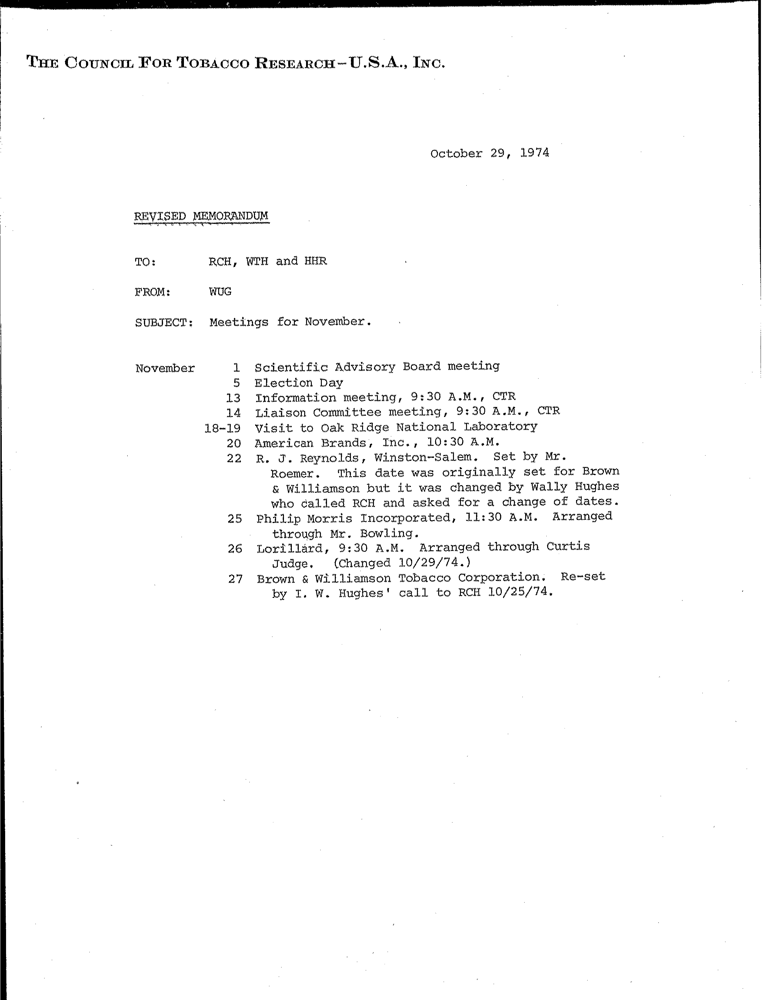 THE COUNCIL FOR TOBACCO RESEARCH-U.S.A., INC.
October 29, 1974
REVISED MEMORANDUM
TO: RCH, WTH and HHR
FROM: WUG
SUBJECT: Meetings for November.
November 1 Scientific Advisory Board meeting
5 Election Day
13 Information meeting, 9:30 A.M., CTR
14 Liaison Committee meeting, 9:30 A.M., CTR
18-19 Visit to Oak Ridge National Laboratory
20 American Brands, Inc., 10:30 A.M.
22 R. J. Reynolds, Winston-Salem. Set by Mr.
Roemer. This date was originally set for Brown
& Williamson but it was changed by Wally Hughes
who called RCH and asked for a change of dates.
25 Philip Morris Incorporated, 11:30 A.M. Arranged
through Mr. Bowling.
26 Lorillard, 9:30 A.M. Arranged through Curtis
Judge. (Changed 10/29/74.)
27 Brown & Williamson Tobacco Corporation. Re-set
by I. W. Hughes' call to RCH 10/25/74.